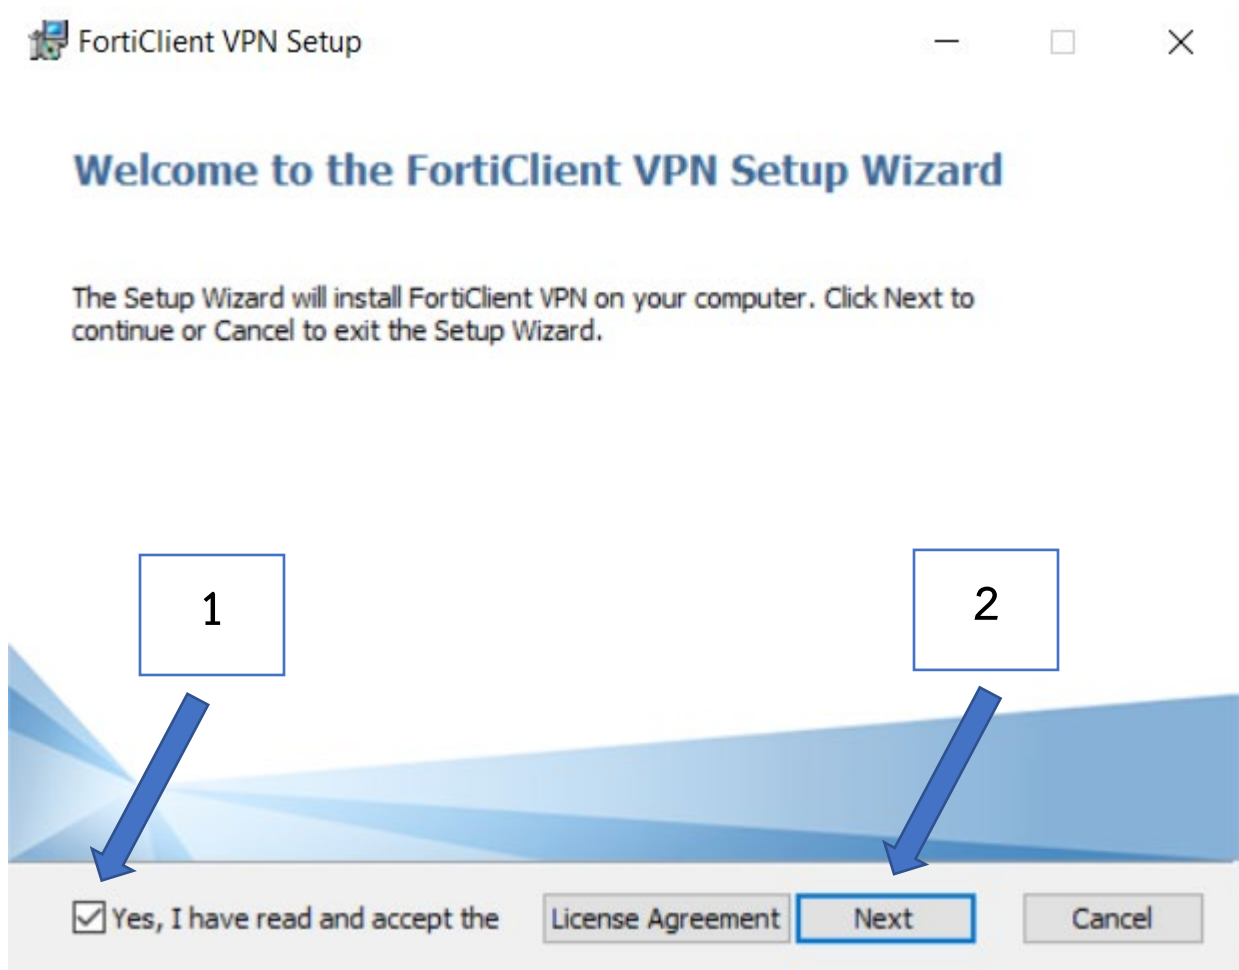 FortiClient VPN Setup
Welcome to the FortiClient VPN Setup Wizard
The Setup Wizard will install FortiClient VPN on your computer. Click Next to
continue or Cancel to exit the Setup Wizard.
1
2
Yes, I have read and accept the
License Agreement
Next
Cancel